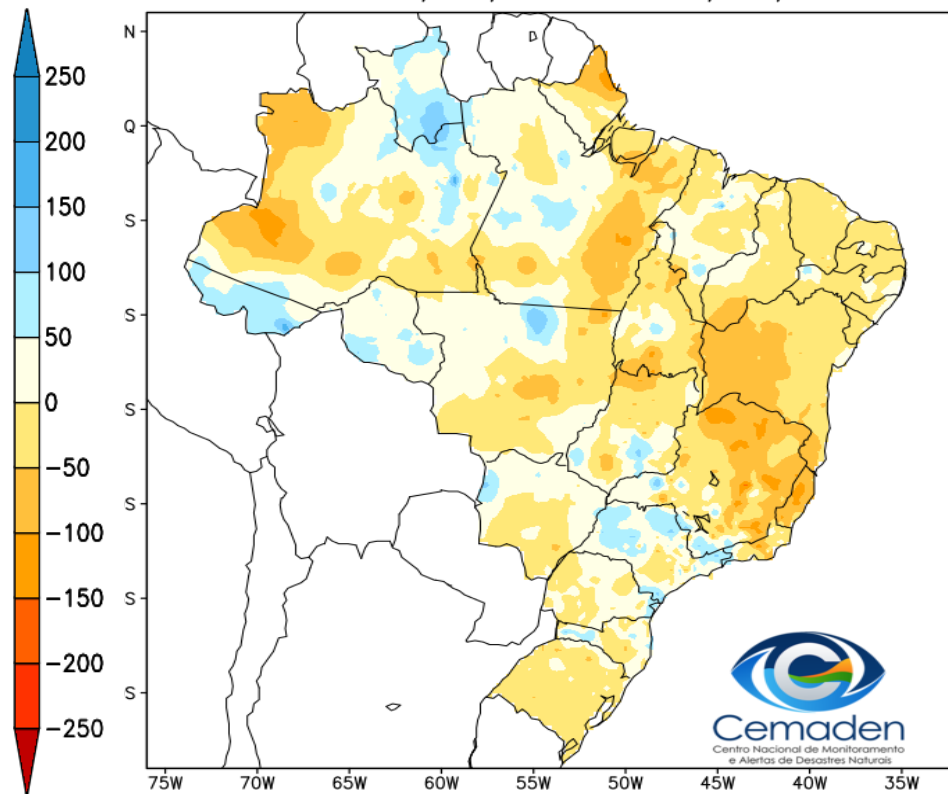 250
200
150
100
50
0
−50
−100
−150
−200
−250
N
Q
S
S
S
S
S
S
75W
70W
65W
60W
55W
50W
45W
40W
35W
Cemaden
Centro Nacional de Monitoramento
e Alertas de Desastres Naturais